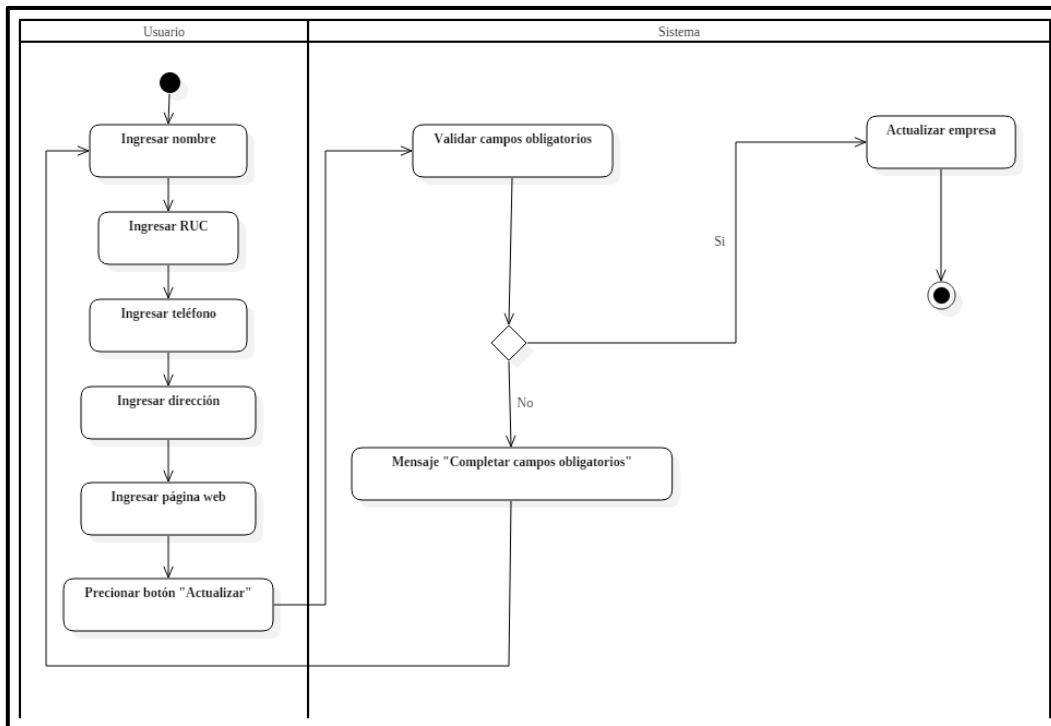 Usuario
Sistema
Ingresar nombre
Ingresar RUC
Ingresar teléfono
Ingresar dirección
Ingresar página web
Precionar botón "Actualizar"
Validar campos obligatorios
Si
No
Mensaje "Completar campos obligatorios"
Actualizar empresa